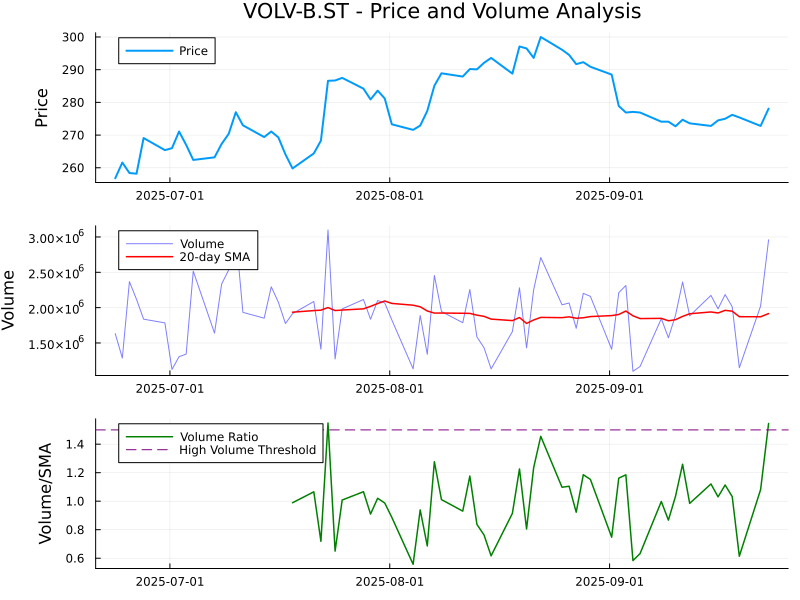 VOLV-B.ST - Price and Volume Analysis
300
290
280
270
260
Price
Price
2025-07-01 2025-08-01 2025-09-01
3.00×10⁶
2.50×10⁶
2.00×10⁶
1.50×10⁶
Volume
Volume
20-day SMA
2025-07-01 2025-08-01 2025-09-01
1.4
1.2
1.0
0.8
0.6
Volume/SMA
Volume Ratio
High Volume Threshold
2025-07-01 2025-08-01 2025-09-01